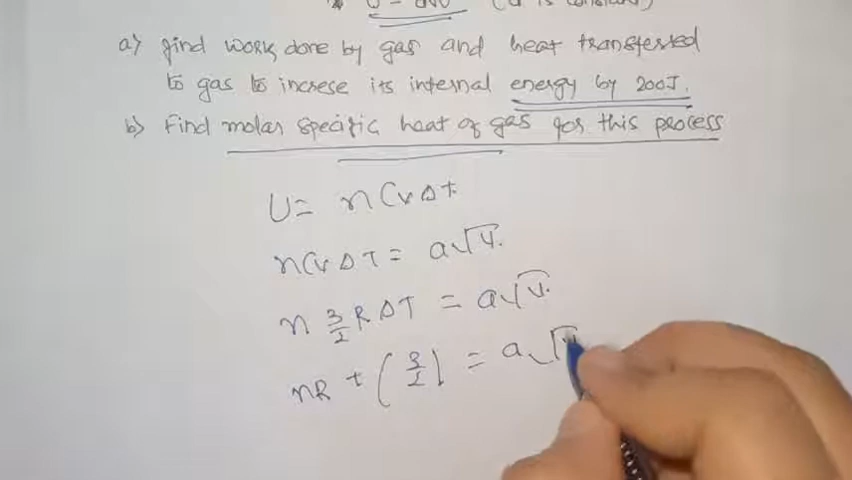 a) find work done by gas and heat transfested
to gas to increse its internal energy by 200J.
b) Find molar specific heat of gas for this process
U= nCvΔt
nCvΔT = a√v.
n 3/2 RΔT = a√v.
nR t (3/2) = a√v